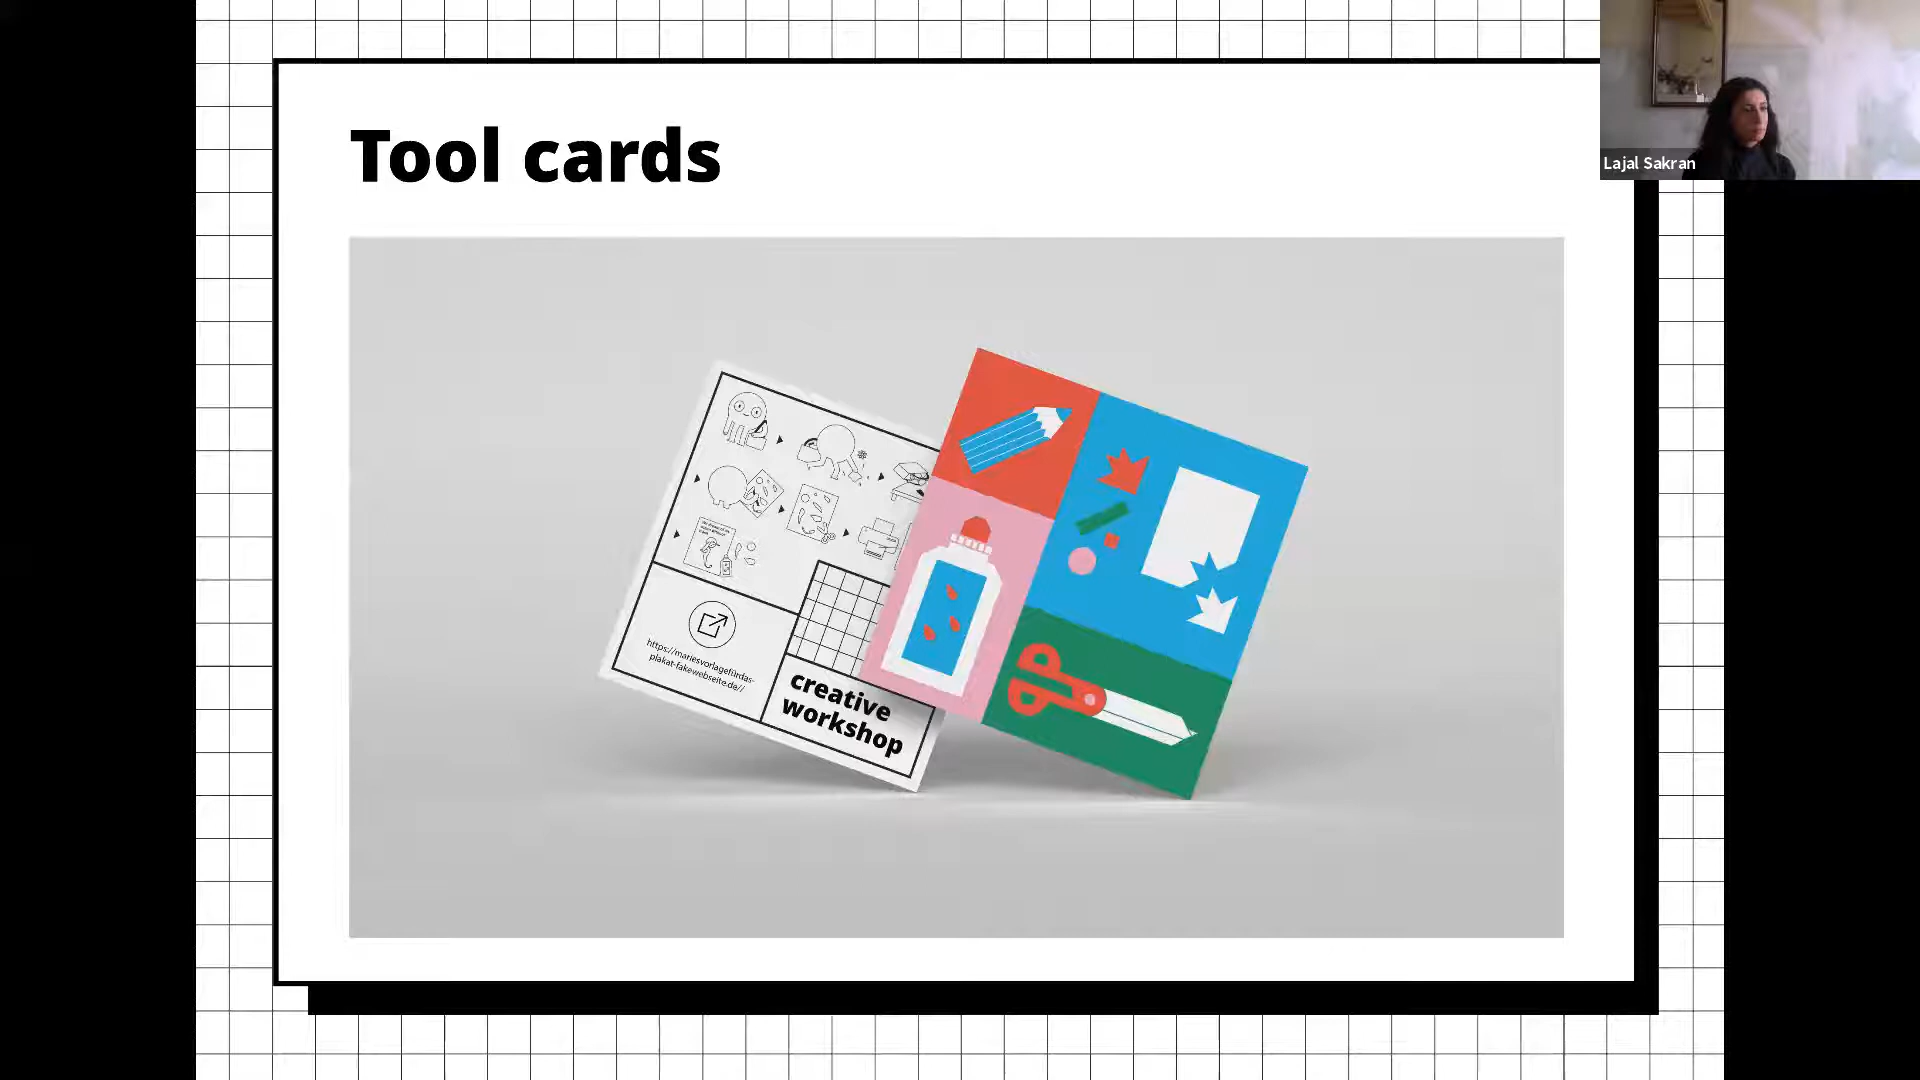 Tool cards
Lajal Sakran
https://mariesvorlagefürdas-
plakat-fakewebseite.de//
creative
workshop